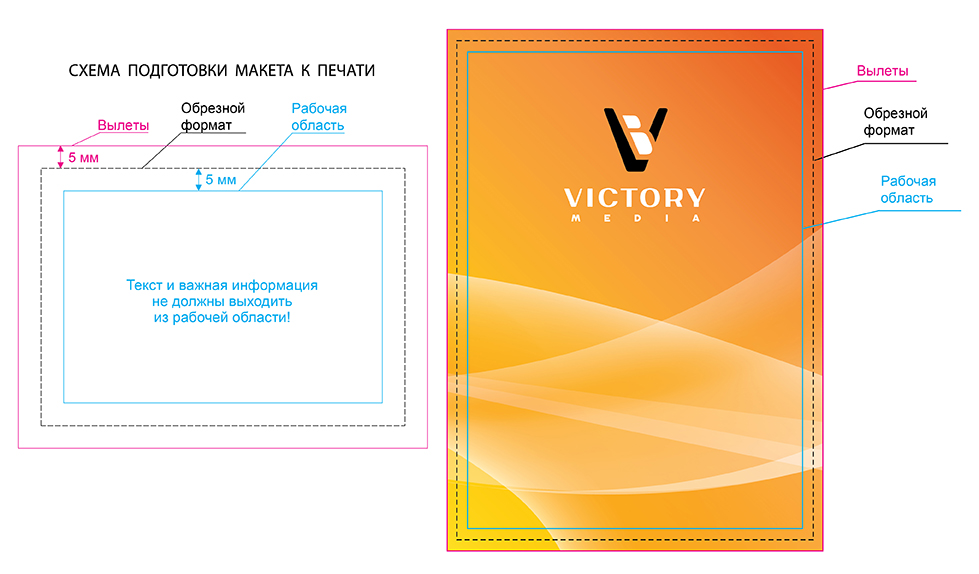 СХЕМА ПОДГОТОВКИ МАКЕТА К ПЕЧАТИ
Вылеты
Обрезной
формат
Рабочая
область
5 мм
5 мм
Текст и важная информация
не должны выходить
из рабочей области!
VICTORY
MEDIA
Вылеты
Обрезной
формат
Рабочая
область